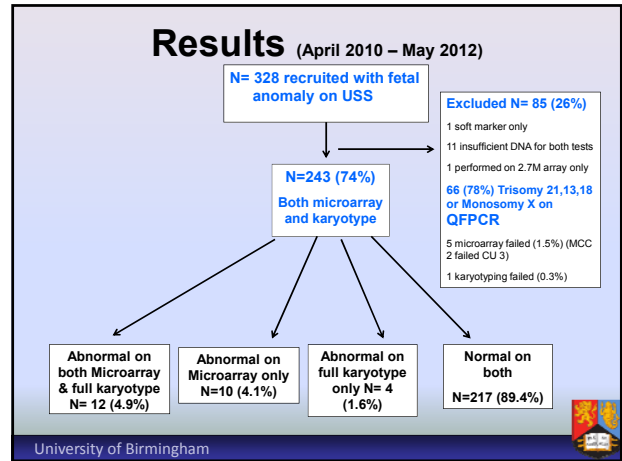 Results (April 2010 – May 2012)
N= 328 recruited with fetal
anomaly on USS
Excluded N= 85 (26%)
1 soft marker only
11 insufficient DNA for both tests
1 performed on 2.7M array only
66 (78%) Trisomy 21,13,18
or Monosomy X on
QFPCR
5 microarray failed (1.5%) (MCC
2 failed CU 3)
1 karyotyping failed (0.3%)
N=243 (74%)
Both microarray
and karyotype
Abnormal on
both Microarray
& full karyotype
N= 12 (4.9%)
Abnormal on
Microarray only
N=10 (4.1%)
Abnormal on
full karyotype
only N= 4
(1.6%)
Normal on
both
N=217 (89.4%)
University of Birmingham